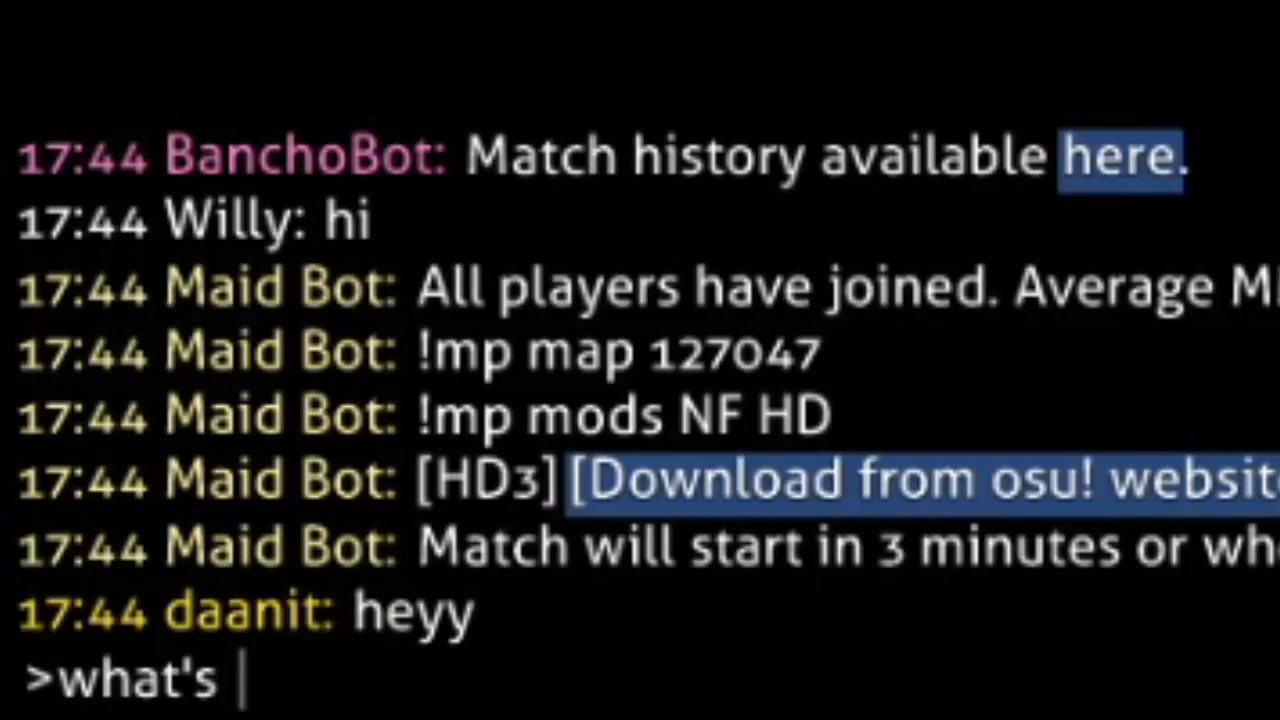 17:44 BanchoBot: Match history available here.
17:44 Willy: hi
17:44 Maid Bot: All players have joined. Average
17:44 Maid Bot: !mp map 127047
17:44 Maid Bot: !mp mods NF HD
17:44 Maid Bot: [HD3] [Download from osu! websit
17:44 Maid Bot: Match will start in 3 minutes or wh
17:44 daanit: heyy
>what's